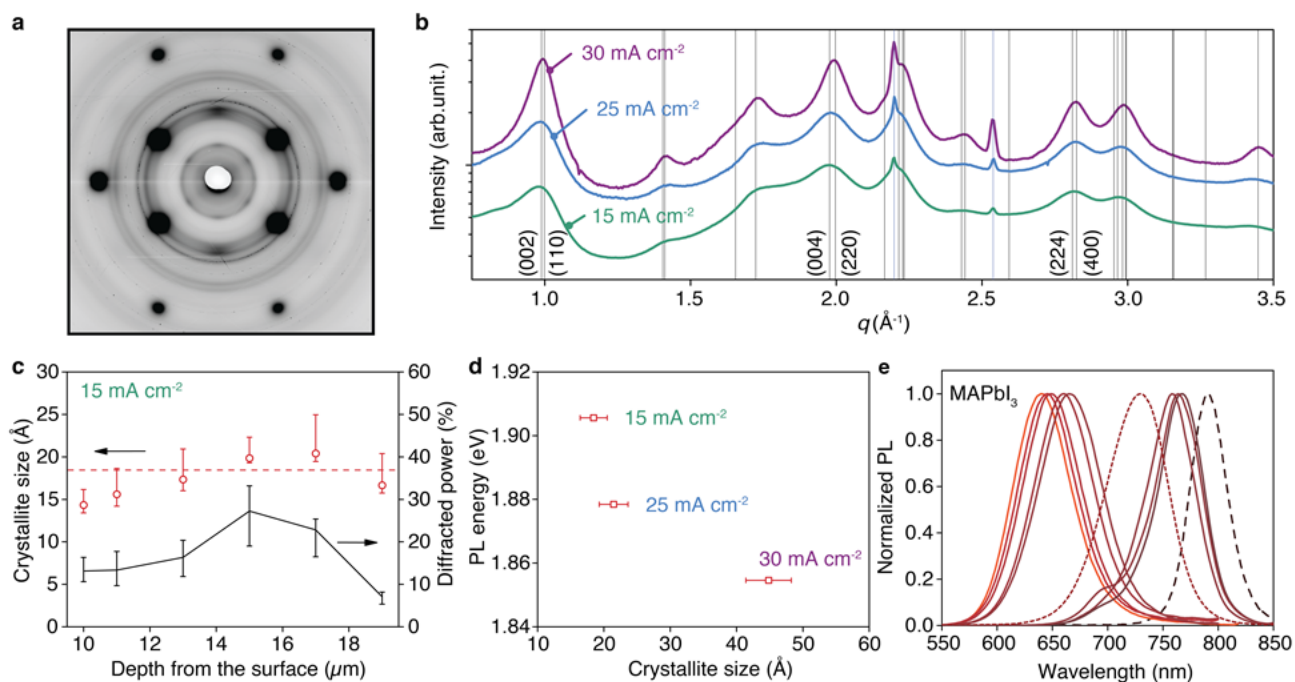 a
b
30 mA cm⁻²
25 mA cm⁻²
15 mA cm⁻²
Intensity (arb.unit.)
(002) (110) (004) (220) (224) (400)
1.0 1.5 2.0 2.5 3.0 3.5
q (Å⁻¹)
c
15 mA cm⁻²
30
25
20
15
10
5
0
Crystallite size (Å)
60
50
40
30
20
10
0
Diffracted power (%)
10 12 14 16 18
Depth from the surface (μm)
d
1.92
1.90
1.88
1.86
1.84
PL energy (eV)
15 mA cm⁻²
25 mA cm⁻²
30 mA cm⁻²
0 10 20 30 40 50 60
Crystallite size (Å)
e
MAPbI₃
1.0
0.8
0.6
0.4
0.2
0.0
Normalized PL
550 600 650 700 750 800 850
Wavelength (nm)